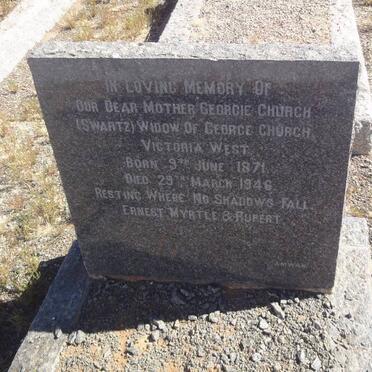 IN LOVING MEMORY OF
OUR DEAR MOTHER GEORGIE CHURCH
(SWARTZ) WIDOW OF GEORGE CHURCH
VICTORIA WEST.
BORN 9TH JUNE 1871.
DIED 29TH MARCH 1946.
RESTING WHERE NO SHADOWS FALL.
ERNEST MYRTLE & RUPERT.